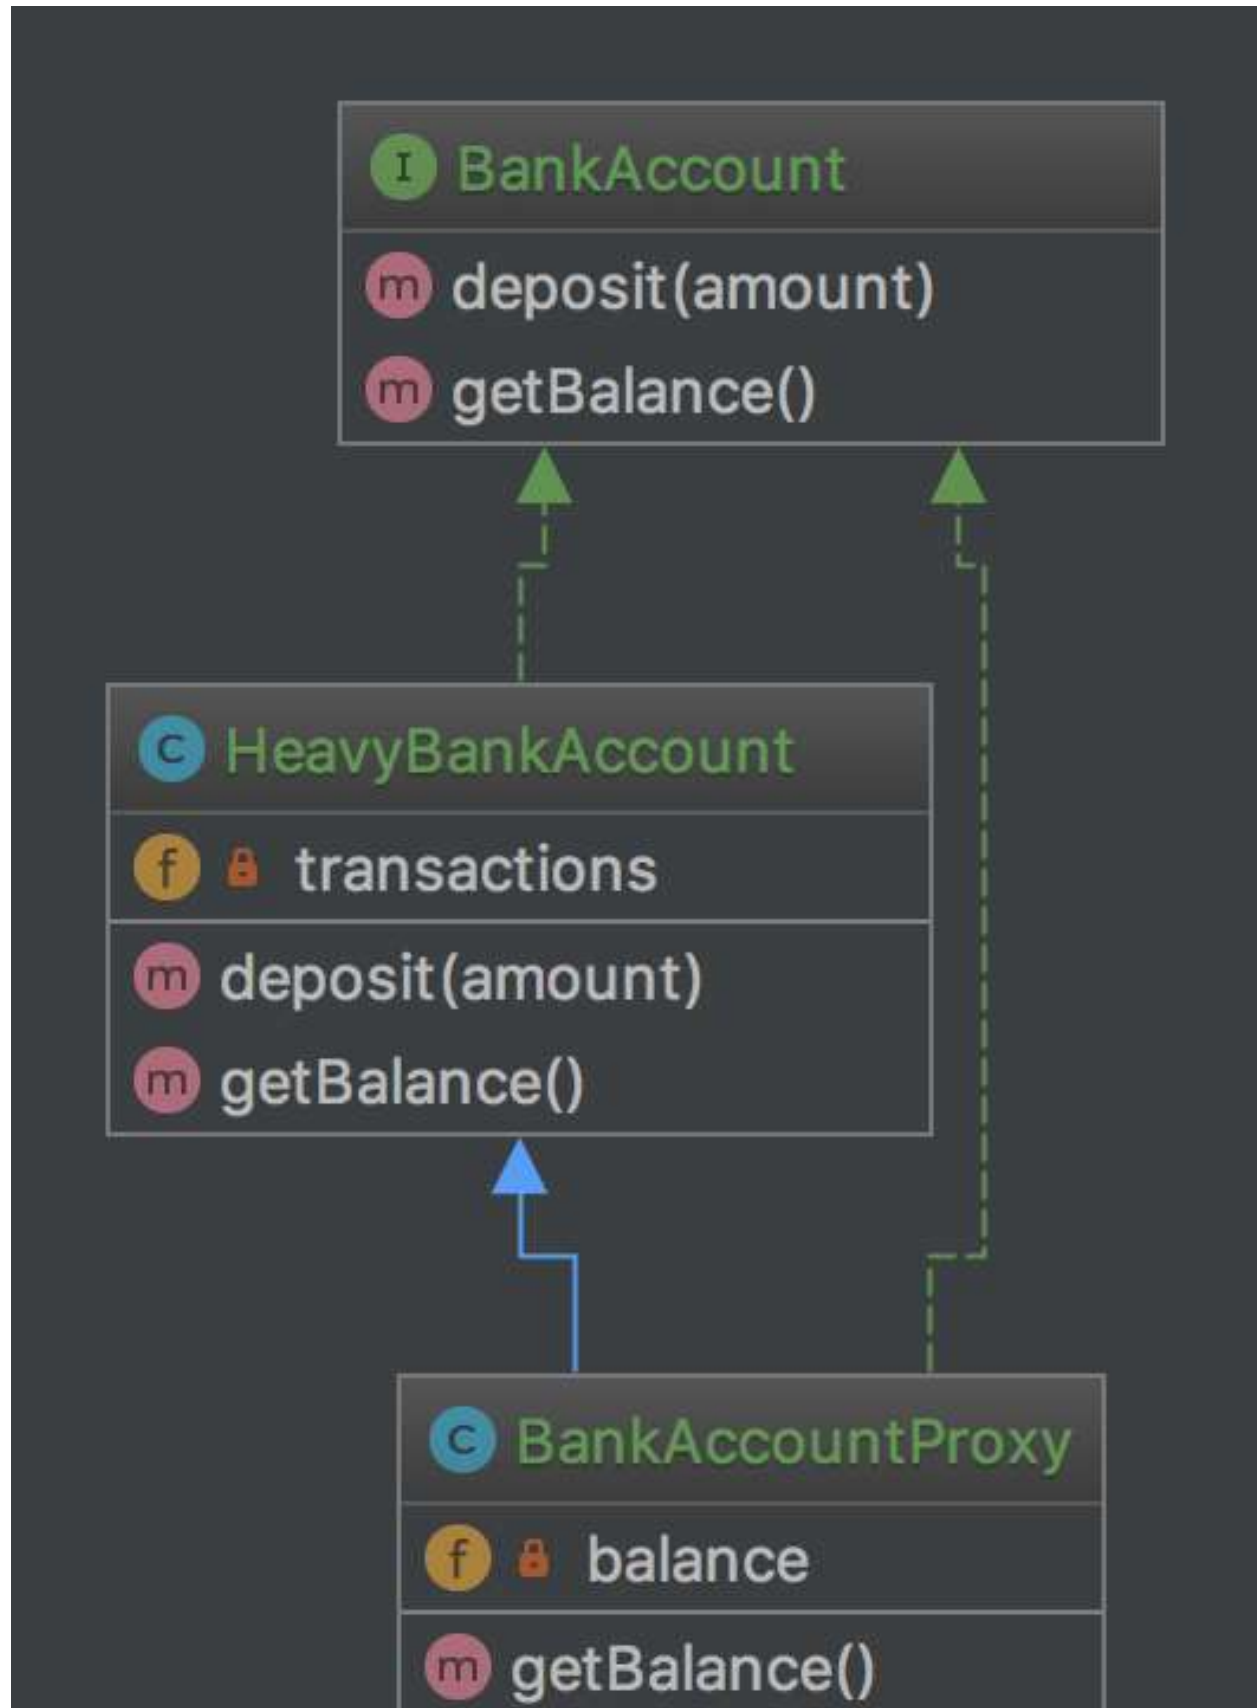 I BankAccount
m deposit(amount)
m getBalance()
C HeavyBankAccount
f transactions
m deposit(amount)
m getBalance()
C BankAccountProxy
f balance
m getBalance()